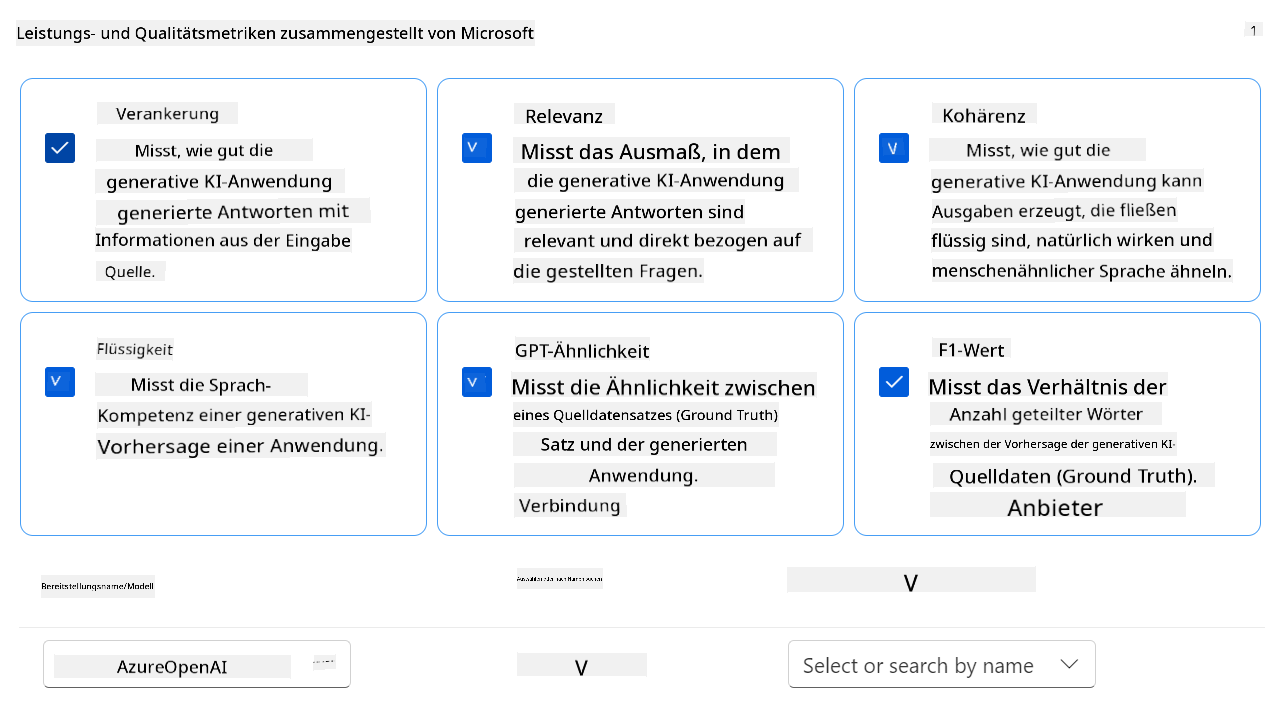 Leistungs- und Qualitätsmetriken zusammengestellt von Microsoft
1
Verankerung
Misst, wie gut die
generative KI-Anwendung
generierte Antworten mit
Informationen aus der Eingabe
Quelle.
Relevanz
Misst das Ausmaß, in dem
die generative KI-Anwendung
generierte Antworten sind
relevant und direkt bezogen auf
die gestellten Fragen.
Kohärenz
Misst, wie gut die
generative KI-Anwendung kann
Ausgaben erzeugt, die fließen
flüssig sind, natürlich wirken und
menschenähnlicher Sprache ähneln.
Flüssigkeit
Misst die Sprach-
Kompetenz einer generativen KI-
Vorhersage einer Anwendung.
GPT-Ähnlichkeit
Misst die Ähnlichkeit zwischen
eines Quelldatensatzes (Ground Truth)
Satz und der generierten
Anwendung.
Verbindung
F1-Wert
Misst das Verhältnis der
Anzahl geteilter Wörter
zwischen der Vorhersage der generativen KI-
Quelldaten (Ground Truth).
Anbieter
Bereitstellungsname/Modell
V
AzureOpenAI
V
Select or search by name